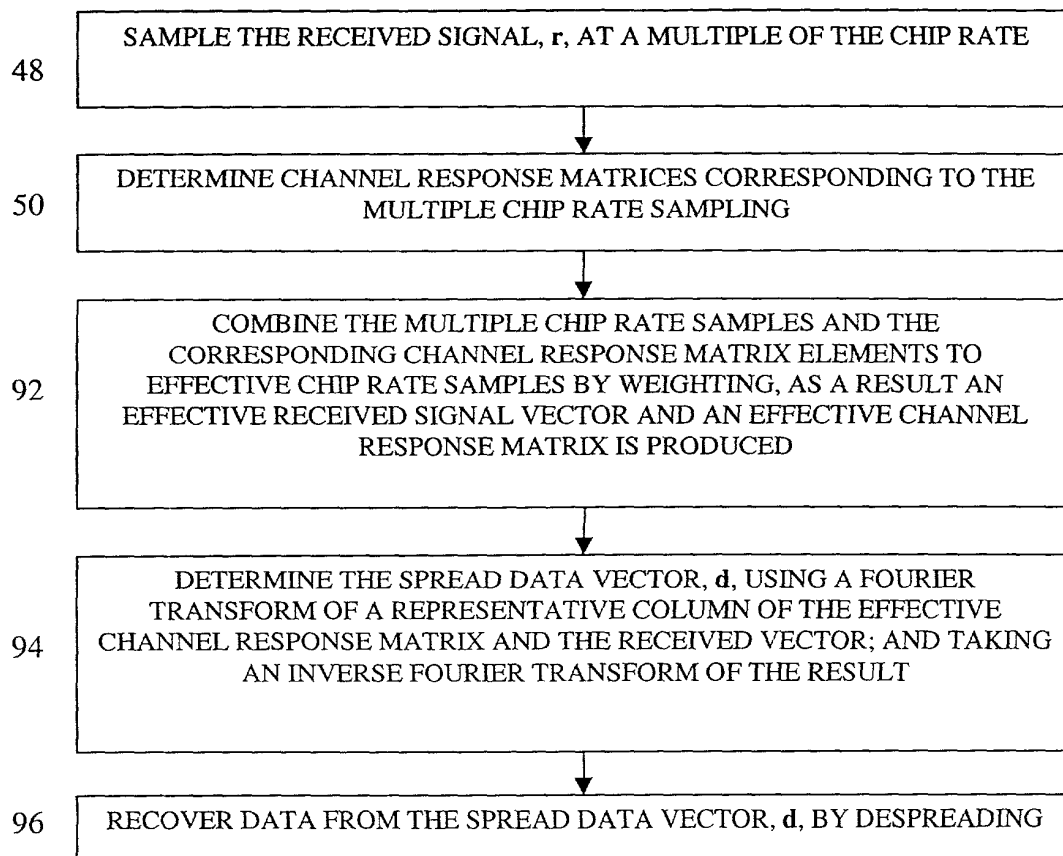 48
SAMPLE THE RECEIVED SIGNAL, r, AT A MULTIPLE OF THE CHIP RATE
50
DETERMINE CHANNEL RESPONSE MATRICES CORRESPONDING TO THE
MULTIPLE CHIP RATE SAMPLING
92
COMBINE THE MULTIPLE CHIP RATE SAMPLES AND THE
CORRESPONDING CHANNEL RESPONSE MATRIX ELEMENTS TO
EFFECTIVE CHIP RATE SAMPLES BY WEIGHTING, AS A RESULT AN
EFFECTIVE RECEIVED SIGNAL VECTOR AND AN EFFECTIVE CHANNEL
RESPONSE MATRIX IS PRODUCED
94
DETERMINE THE SPREAD DATA VECTOR, d, USING A FOURIER
TRANSFORM OF A REPRESENTATIVE COLUMN OF THE EFFECTIVE
CHANNEL RESPONSE MATRIX AND THE RECEIVED VECTOR; AND TAKING
AN INVERSE FOURIER TRANSFORM OF THE RESULT
96
RECOVER DATA FROM THE SPREAD DATA VECTOR, d, BY DESPREADING